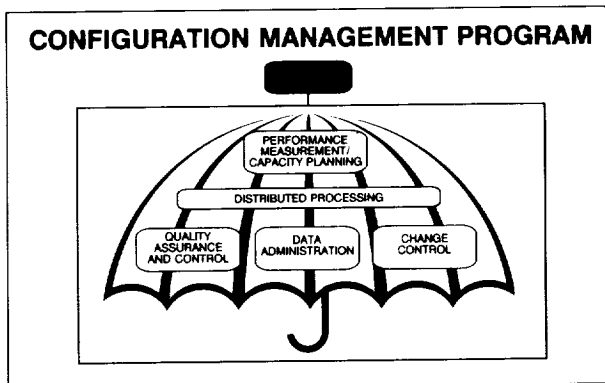 CONFIGURATION MANAGEMENT PROGRAM
PERFORMANCE
MEASUREMENT/
CAPACITY PLANNING
DISTRIBUTED PROCESSING
QUALITY
ASSURANCE
AND CONTROL
DATA
ADMINISTRATION
CHANGE
CONTROL